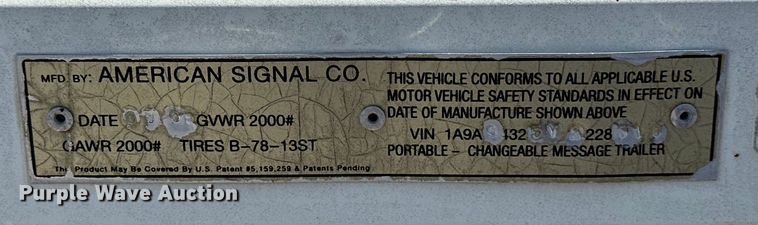 MFD BY: AMERICAN SIGNAL CO.
DATE GVWR 2000#
GAWR 2000# TIRES B-78-13ST
The Product May Be Covered By U.S. Patent #5,159,259 & Patents Pending
THIS VEHICLE CONFORMS TO ALL APPLICABLE U.S.
MOTOR VEHICLE SAFETY STANDARDS IN EFFECT ON
DATE OF MANUFACTURE SHOWN ABOVE
VIN
PORTABLE - CHANGEABLE MESSAGE TRAILER
Purple Wave Auction